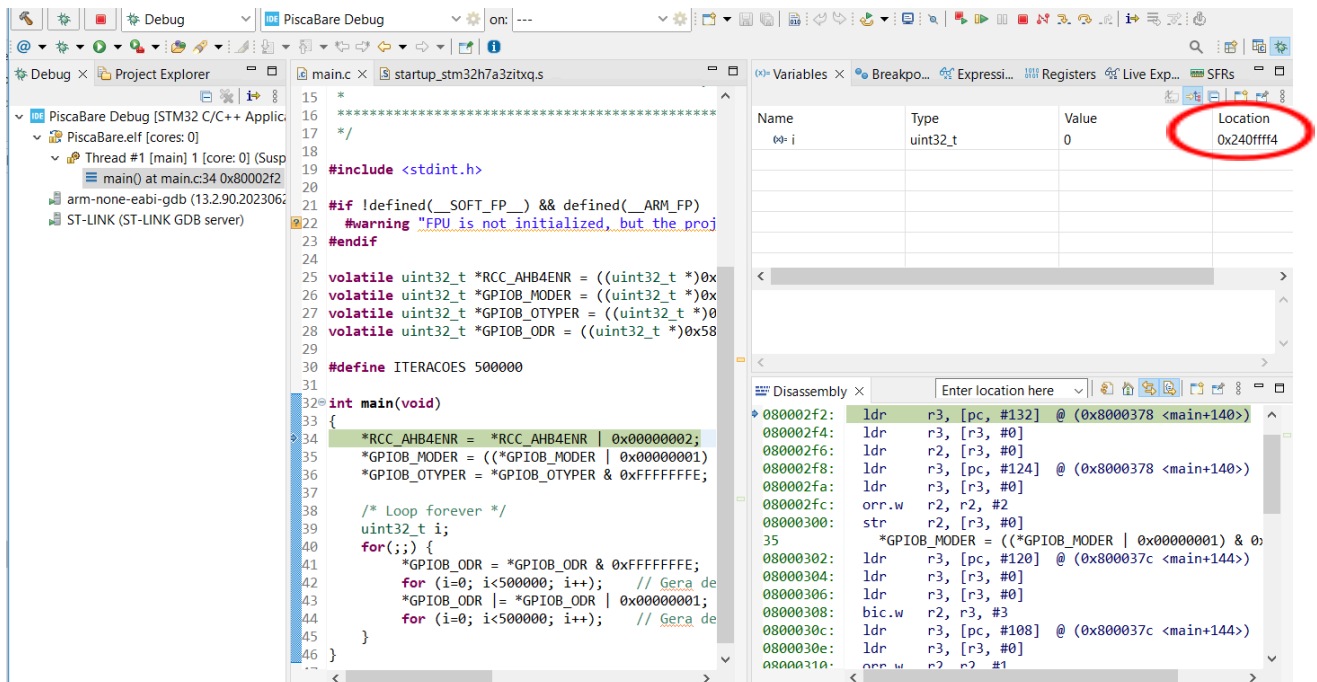 Debug
PiscaBare Debug
on:
---
Debug
Project Explorer
PiscaBare Debug [STM32 C/C++ Applic
PiscaBare.elf [cores: 0]
Thread #1 [main] 1 [core: 0] (Susp
main() at main.c:34 0x80002f2
arm-none-eabi-gdb (13.2.90.2023062
ST-LINK (ST-LINK GDB server)
main.c
startup_stm32h7a3zitxq.s
15 *
16 ******************************************
17 */
18
19 #include <stdint.h>
20
21 #if !defined(__SOFT_FP__) && defined(__ARM_FP)
22 #warning "FPU is not initialized, but the proj
23 #endif
24
25 volatile uint32_t *RCC_AHB4ENR = ((uint32_t *)0x
26 volatile uint32_t *GPIOB_MODER = ((uint32_t *)0x
27 volatile uint32_t *GPIOB_OTYPER = ((uint32_t *)0
28 volatile uint32_t *GPIOB_ODR = ((uint32_t *)0x58
29
30 #define ITERACOES 500000
31
32 int main(void)
33 {
34 *RCC_AHB4ENR = *RCC_AHB4ENR | 0x00000002;
35 *GPIOB_MODER = ((*GPIOB_MODER | 0x00000001)
36 *GPIOB_OTYPER = *GPIOB_OTYPER & 0xFFFFFFFE;
37
38 /* Loop forever */
39 uint32_t i;
40 for(;;) {
41 *GPIOB_ODR = *GPIOB_ODR & 0xFFFFFFFE;
42 for (i=0; i<500000; i++); // Gera de
43 *GPIOB_ODR |= *GPIOB_ODR | 0x00000001;
44 for (i=0; i<500000; i++); // Gera de
45 }
46 }
Variables
Breakpo...
Expressi...
Registers
Live Exp...
SFRs
Name Type Value Location
i uint32_t 0 0x240ffff4
Disassembly
Enter location here
080002f2: ldr r3, [pc, #132] @ (0x8000378 <main+140>)
080002f4: ldr r3, [r3, #0]
080002f6: ldr r2, [r3, #0]
080002f8: ldr r3, [pc, #124] @ (0x8000378 <main+140>)
080002fa: ldr r3, [r3, #0]
080002fc: orr.w r2, r2, #2
08000300: str r2, [r3, #0]
35 *GPIOB_MODER = ((*GPIOB_MODER | 0x00000001) & 0x
08000302: ldr r3, [pc, #120] @ (0x800037c <main+144>)
08000304: ldr r3, [r3, #0]
08000306: ldr r3, [r3, #0]
08000308: bic.w r2, r3, #3
0800030c: ldr r3, [pc, #108] @ (0x800037c <main+144>)
0800030e: ldr r3, [r3, #0]
08000310: orr.w r2, r2, #1